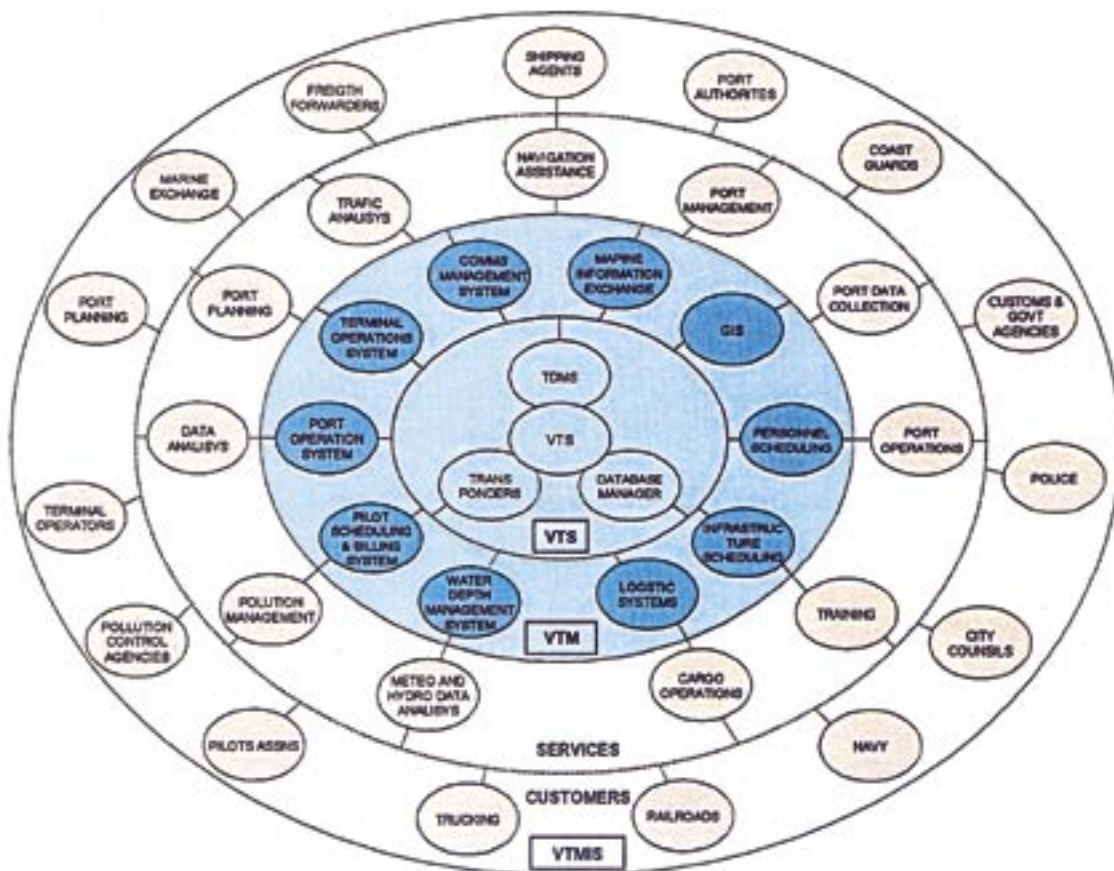 SHIPPING
AGENTS
PORT
AUTHORITES
FREIGTH
FORWARDERS
COAST
GUARDS
MARINE
EXCHANGE
NAVIGATION
ASSISTANCE
PORT
MANAGEMENT
TRAFIC
ANALISYS
COMMS
MANAGEMENT
SYSTEM
MARINE
INFORMATION
EXCHANGE
PORT DATA
COLLECTION
CUSTOMS &
GOVT
AGENCIES
PORT
PLANNING
PORT
PLANNING
TERMINAL
OPERATIONS
SYSTEM
GIS
TDMS
DATA
ANALISYS
PORT
OPERATION
SYSTEM
VTS
PERSONNEL
SCHEDULING
PORT
OPERATIONS
POLICE
TRANS
PONDERS
DATABASE
MANAGER
TERMINAL
OPERATORS
PILOT
SCHEDULING
& BILLING
SYSTEM
VTS
INFRASTRUC
TURE
SCHEDULING
WATER
DEPTH
MANAGEMENT
SYSTEM
LOGSTIC
SYSTEMS
POLUTION
MANAGEMENT
TRAINING
POLLUTION
CONTROL
AGENCIES
VTM
CITY
COUNSILS
METEO AND
HYDRO DATA
ANALISYS
CARGO
OPERATIONS
PILOTS ASSNS
NAVY
SERVICES
CUSTOMERS
TRUCKING
RAILROADS
VTMIS